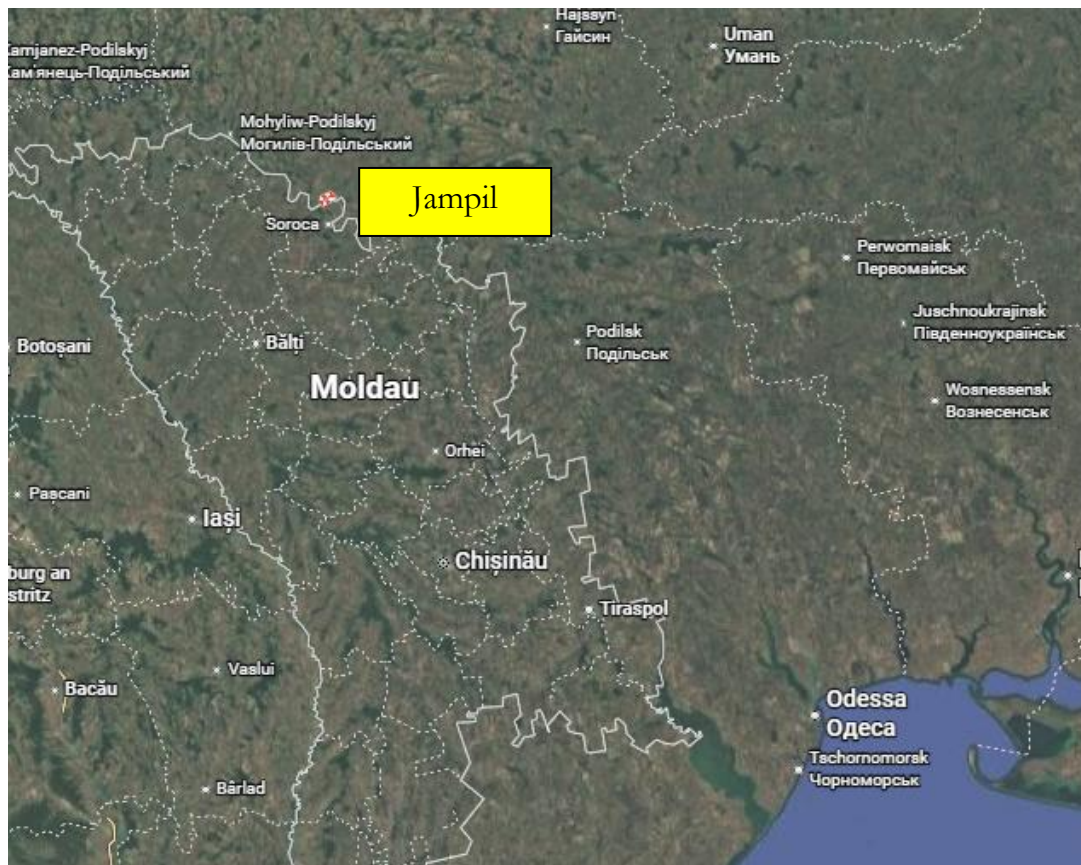 Hajssyn
Гайсин
Uman
Умань
Kamjanez-Podilskyj
Кам'янець-Подільський
Mohyliw-Podilskyj
Могилів-Подільський
Jampil
Soroca
Perwomaisk
Первомайськ
Juschnoukrajinsk
Південноукраїнськ
Podilsk
Подільськ
Botoșani
Bălți
Moldau
Wosnessensk
Вознесенськ
Orhei
Pașcani
Iași
Chișinău
burg an
stritz
Tiraspol
Vaslui
Bacău
Odessa
Одеса
Tschornomorsk
Чорноморськ
Bârlad